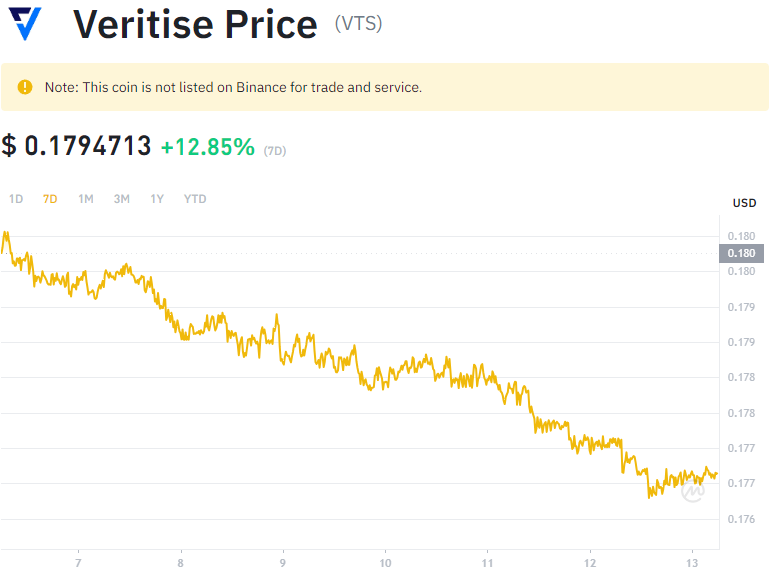 Veritise Price (VTS)
Note: This coin is not listed on Binance for trade and service.
$ 0.1794713 +12.85% (7D)
1D 7D 1M 3M 1Y YTD
USD
0.180
0.180
0.180
0.179
0.179
0.178
0.178
0.177
0.177
0.176
7 8 9 10 11 12 13